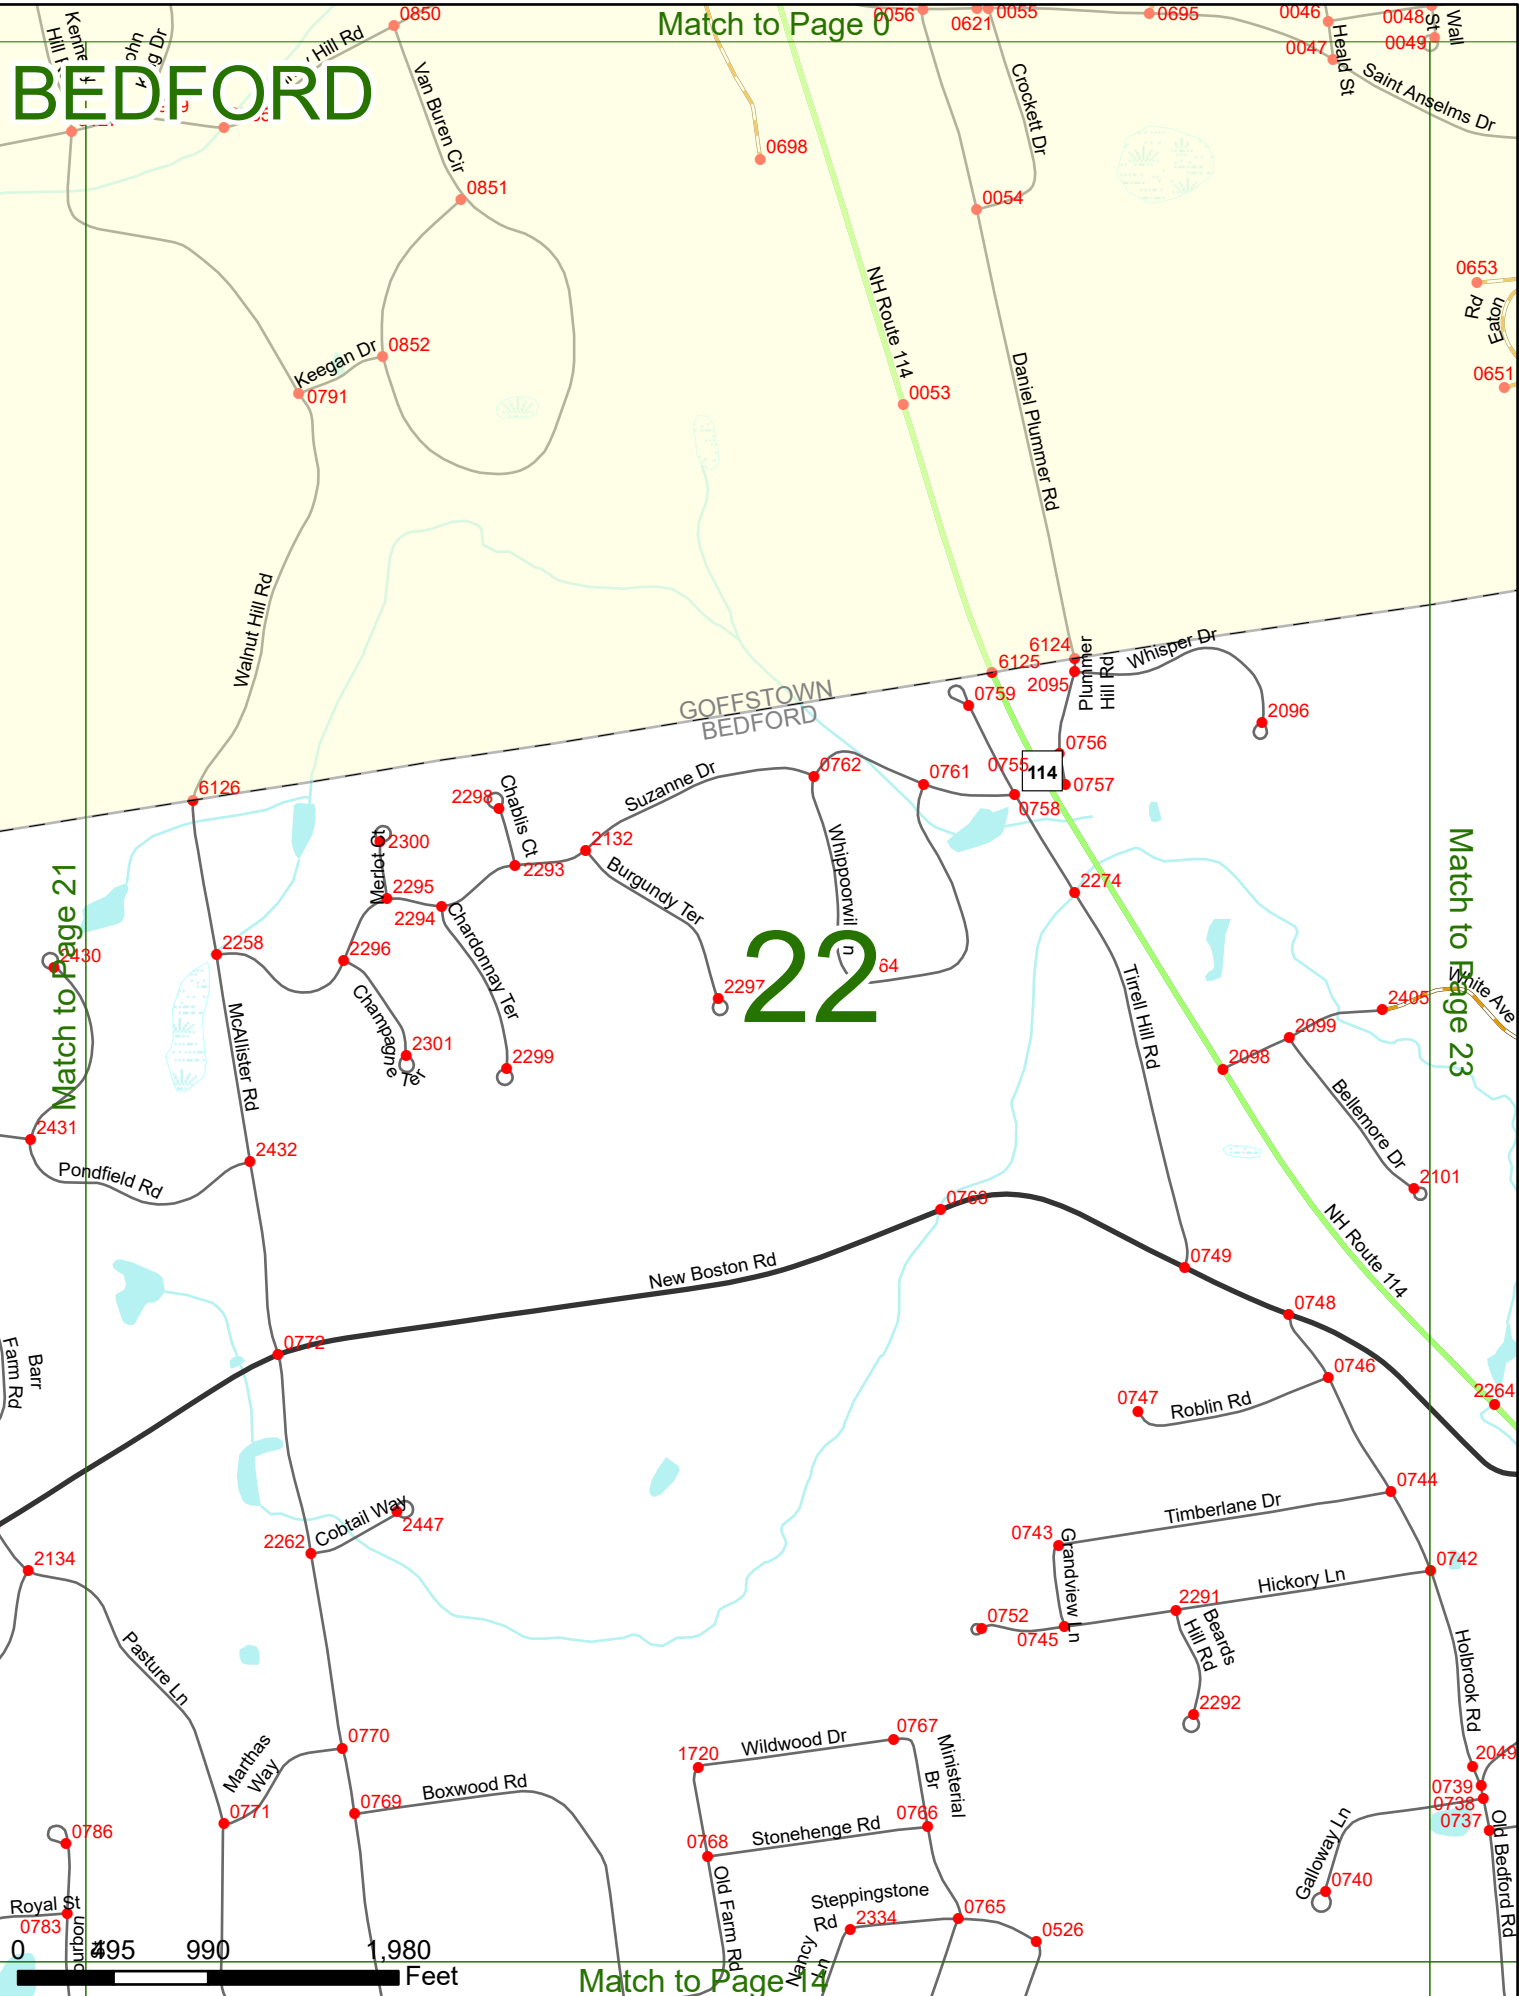 Match to Page 0
0850
0056
0621
0055
0695
0046
0048
0047
0049
Wall
St
Heald St
Saint Anselms Dr
Hill Rd
BEDFORD
Van Buren Cir
Crockett Dr
0698
0851
0054
0653
Eaton
Rd
0651
NH Route 114
Daniel Plummer Rd
Keegan Dr
0852
0791
0053
Walnut Hill Rd
6124
6125
2095
Plummer
Hill Rd
Whisper Dr
GOFFSTOWN
BEDFORD
0759
2096
0756
0755
114
0757
0758
0762
0761
Suzanne Dr
6126
2298
Chablis Ct
2300
Merlot Ct
2132
2293
Burgundy Ter
2295
2294
Chardonnay Ter
2274
Match to Page 21
Match to Page 23
2430
2258
2296
Champagne
Ter
2301
2299
2297
22
64
Tirrell Hill Rd
2405
White Ave
2099
2098
Bellemore Dr
2101
McAllister Rd
2431
2432
Pondfield Rd
0763
New Boston Rd
0749
NH Route 114
0748
0772
Barr
Farm Rd
0746
0747
Roblin Rd
2264
0744
Timberlane Dr
Cobtail Way
2447
2262
0743
Grandview Ln
0742
Hickory Ln
2134
2291
Beards
Hill Rd
0752
0745
Holbrook Rd
Pasture Ln
2292
0770
0767
Wildwood Dr
1720
Ministerial
Br
Marthas
Way
2049
0739
0738
0737
0771
0769
Boxwood Rd
0766
Stonehenge Rd
0768
0786
Galloway Ln
0740
Old Bedford Rd
Old Farm Rd
Steppingstone
Rd
2334
0765
0526
Royal St
0783
Nancy
Ln
0 495 990 1,980
Feet
Match to Page 14